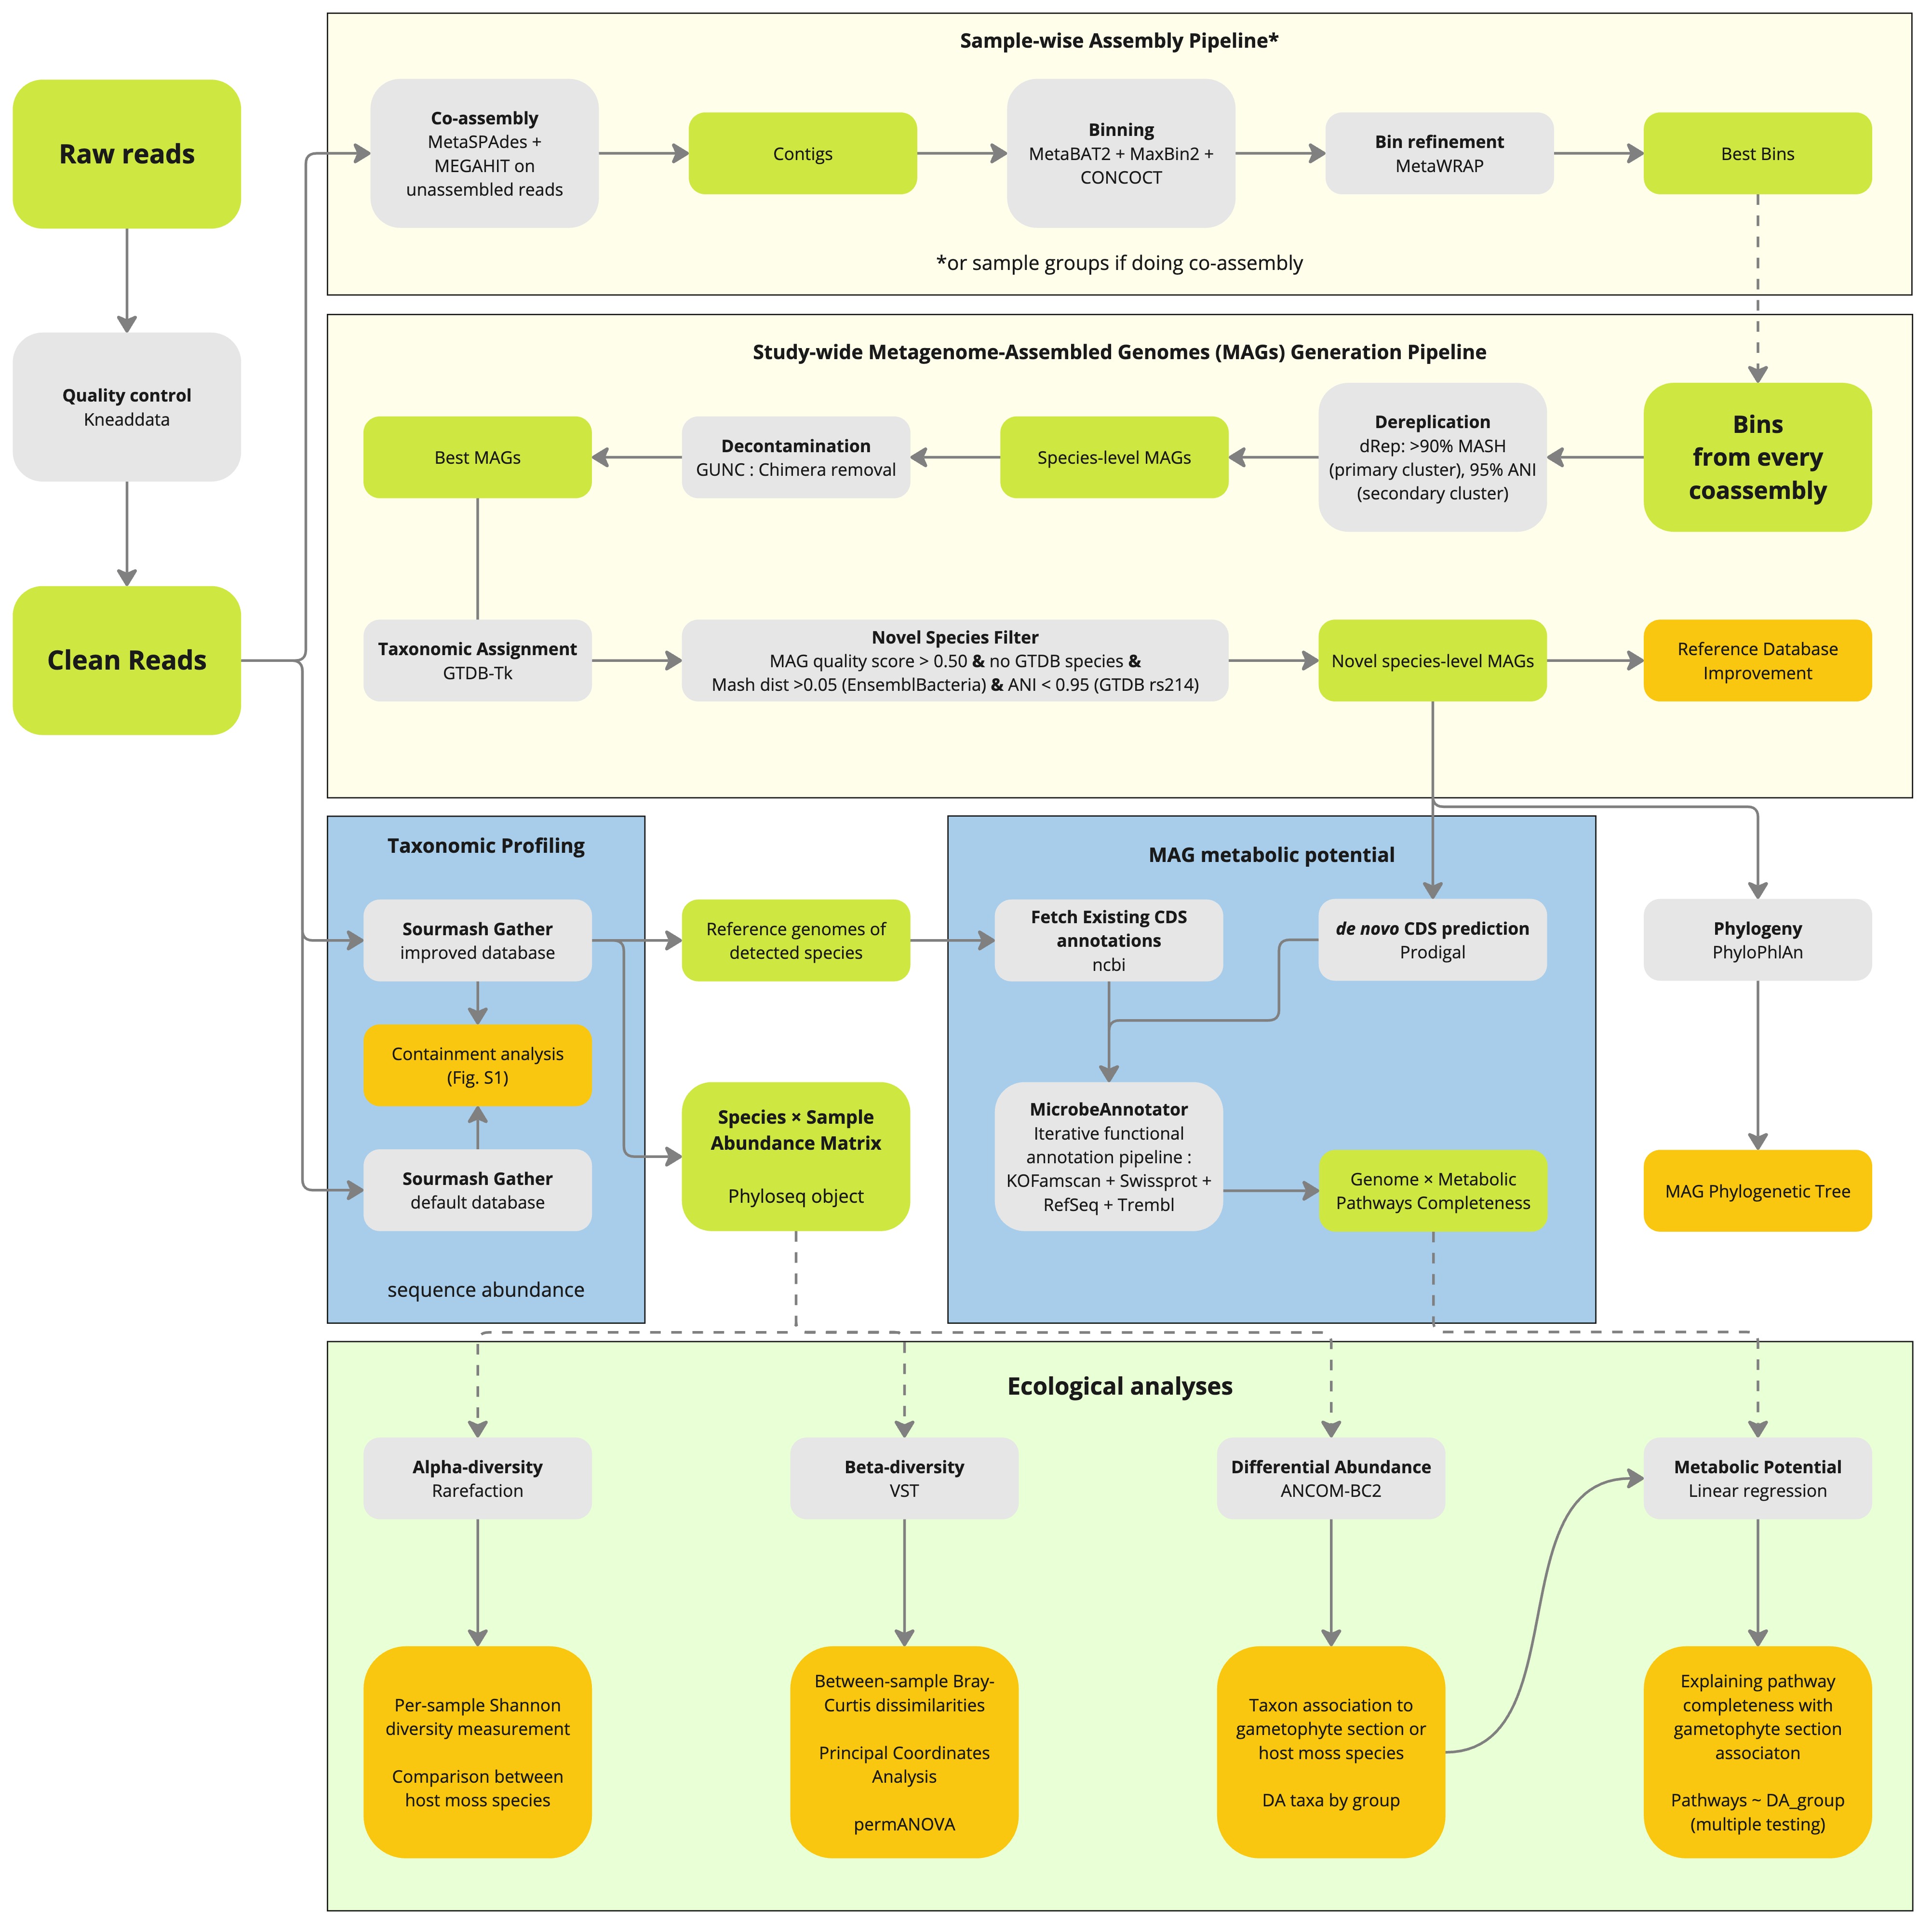 Sample-wise Assembly Pipeline*
Raw reads
Co-assembly
MetaSPAdes +
MEGAHIT on
unassembled reads
Contigs
Binning
MetaBAT2 + MaxBin2 +
CONCOCT
Bin refinement
MetaWRAP
Best Bins
*or sample groups if doing co-assembly
Quality control
Kneaddata
Clean Reads
Study-wide Metagenome-Assembled Genomes (MAGs) Generation Pipeline
Best MAGs
Decontamination
GUNC : Chimera removal
Species-level MAGs
Dereplication
dRep: >90% MASH
(primary cluster), 95% ANI
(secondary cluster)
Bins
from every
coassembly
Taxonomic Assignment
GTDB-Tk
Novel Species Filter
MAG quality score > 0.50 & no GTDB species &
Mash dist >0.05 (EnsemblBacteria) & ANI < 0.95 (GTDB rs214)
Novel species-level MAGs
Reference Database
Improvement
Taxonomic Profiling
Sourmash Gather
improved database
Containment analysis
(Fig. S1)
Sourmash Gather
default database
sequence abundance
Reference genomes of
detected species
Species × Sample
Abundance Matrix
Phyloseq object
MAG metabolic potential
Fetch Existing CDS
annotations
ncbi
de novo CDS prediction
Prodigal
MicrobeAnnotator
Iterative functional
annotation pipeline :
KOFamscan + Swissprot +
RefSeq + Trembl
Genome × Metabolic
Pathways Completeness
Phylogeny
PhyloPhlAn
MAG Phylogenetic Tree
Ecological analyses
Alpha-diversity
Rarefaction
Beta-diversity
VST
Differential Abundance
ANCOM-BC2
Metabolic Potential
Linear regression
Per-sample Shannon
diversity measurement
Comparison between
host moss species
Between-sample Bray-
Curtis dissimilarities
Principal Coordinates
Analysis
permANOVA
Taxon association to
gametophyte section or
host moss species
DA taxa by group
Explaining pathway
completeness with
gametophyte section
associaton
Pathways ~ DA_group
(multiple testing)